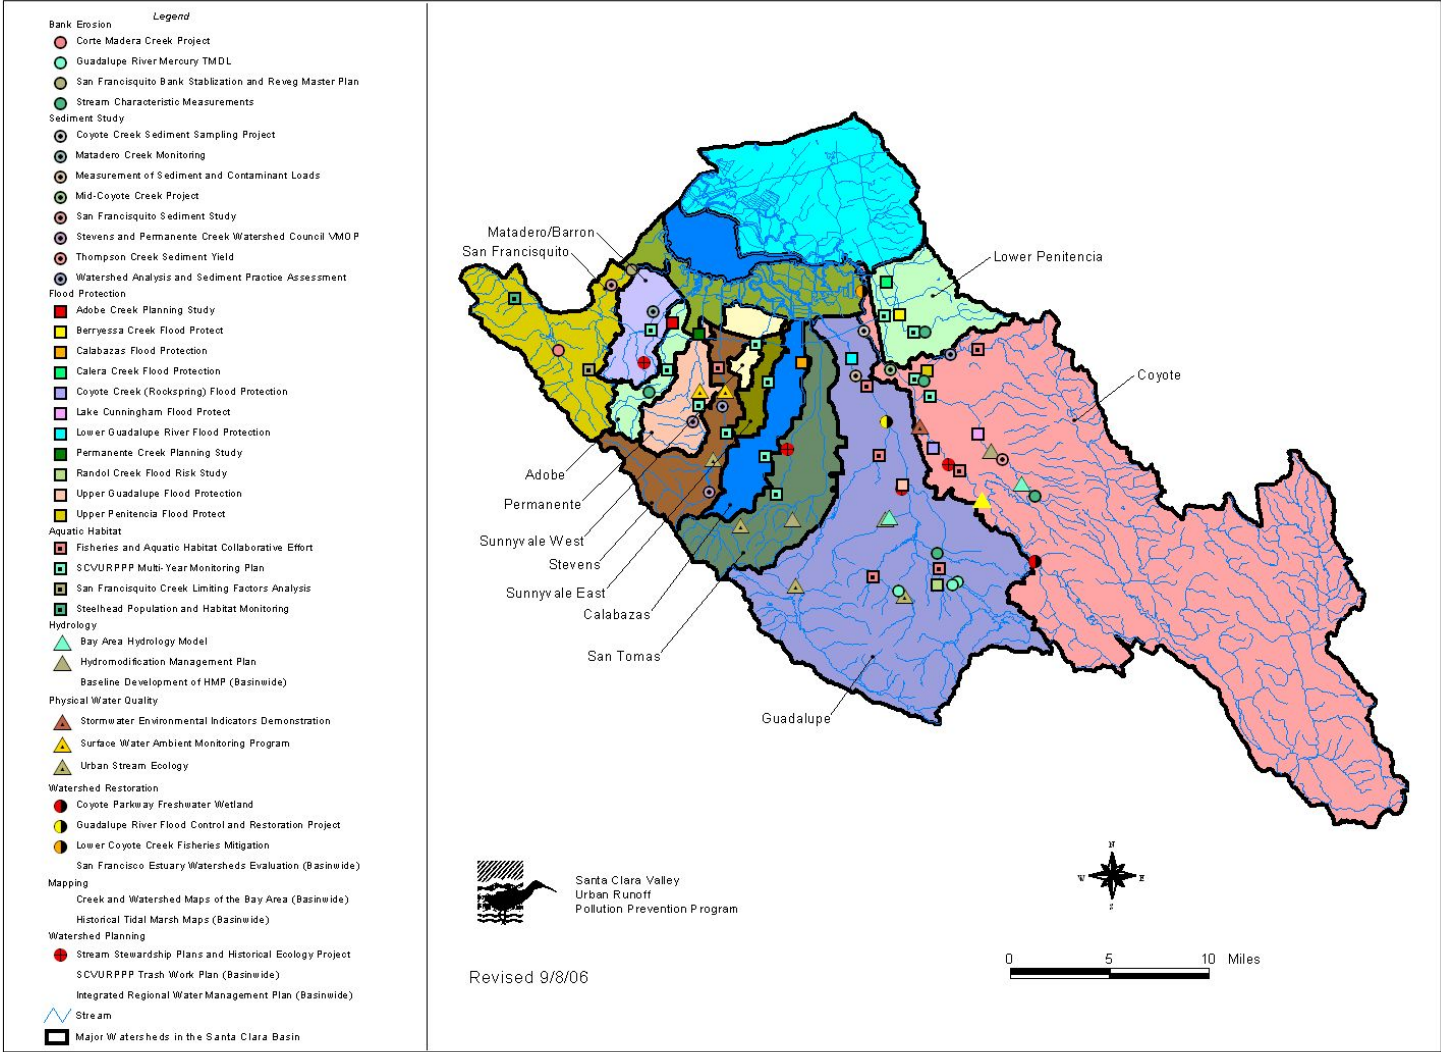 Legend
Bank Erosion
Corte Madera Creek Project
Guadalupe River Mercury TMDL
San Francisquito Bank Stablization and Reveg Master Plan
Stream Characteristic Measurements
Sediment Study
Coyote Creek Sediment Sampling Project
Matadero Creek Monitoring
Measurement of Sediment and Contaminant Loads
Mid-Coyote Creek Project
San Francisquito Sediment Study
Stevens and Permanente Creek Watershed Council VMOP
Thompson Creek Sediment Yield
Watershed Analysis and Sediment Practice Assessment
Flood Protection
Adobe Creek Planning Study
Berryessa Creek Flood Protect
Calabazas Flood Protection
Calera Creek Flood Protection
Coyote Creek (Rockspring) Flood Protection
Lake Cunningham Flood Protect
Lower Guadalupe River Flood Protection
Permanente Creek Planning Study
Randol Creek Flood Risk Study
Upper Guadalupe Flood Protection
Upper Penitencia Flood Protect
Aquatic Habitat
Fisheries and Aquatic Habitat Collaborative Effort
SCVURPPP Multi-Year Monitoring Plan
San Francisquito Creek Limiting Factors Analysis
Steelhead Population and Habitat Monitoring
Hydrology
Bay Area Hydrology Model
Hydromodification Management Plan
Baseline Development of HMP (Basinwide)
Physical Water Quality
Stormwater Environmental Indicators Demonstration
Surface Water Ambient Monitoring Program
Urban Stream Ecology
Watershed Restoration
Coyote Parkway Freshwater Wetland
Guadalupe River Flood Control and Restoration Project
Lower Coyote Creek Fisheries Mitigation
San Francisco Estuary Watersheds Evaluation (Basinwide)
Mapping
Creek and Watershed Maps of the Bay Area (Basinwide)
Historical Tidal Marsh Maps (Basinwide)
Watershed Planning
Stream Stewardship Plans and Historical Ecology Project
SCVURPPP Trash Work Plan (Basinwide)
Integrated Regional Water Management Plan (Basinwide)
Stream
Major Watersheds in the Santa Clara Basin
Matadero/Barron
San Francisquito
Lower Penitencia
Coyote
Adobe
Permanente
Sunnyvale West
Stevens
Sunnyvale East
Calabazas
San Tomas
Guadalupe
Santa Clara Valley
Urban Runoff
Pollution Prevention Program
Revised 9/8/06
N
W E
S
0 5 10 Miles